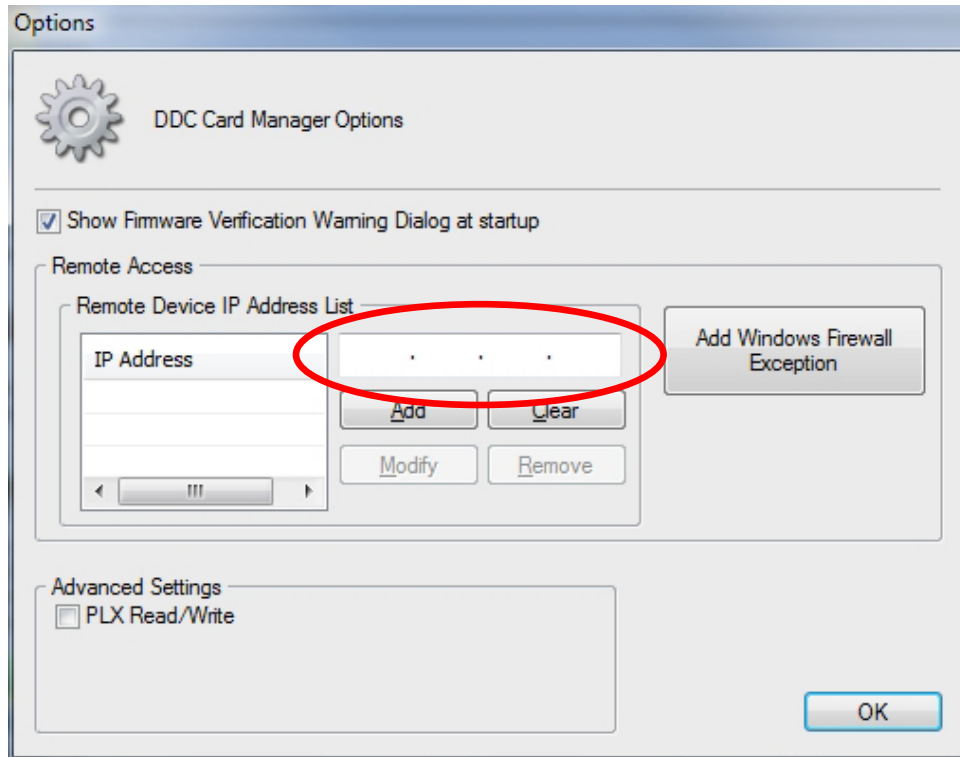 Options
DDC Card Manager Options
Show Firmware Verification Warning Dialog at startup
Remote Access
Remote Device IP Address List
IP Address
. . .
Add Windows Firewall
Exception
Add Clear
Modify Remove
Advanced Settings
PLX Read/Write
OK